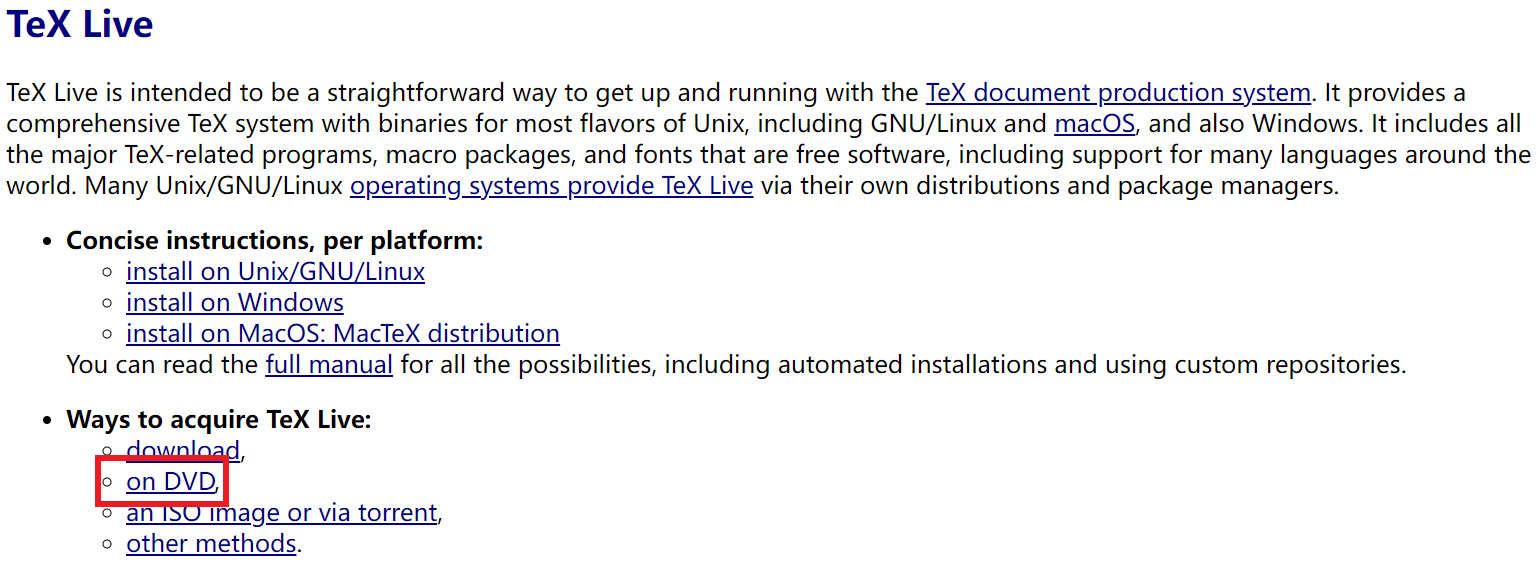 TeX Live
TeX Live is intended to be a straightforward way to get up and running with the TeX document production system. It provides a
comprehensive TeX system with binaries for most flavors of Unix, including GNU/Linux and macOS, and also Windows. It includes all
the major TeX-related programs, macro packages, and fonts that are free software, including support for many languages around the
world. Many Unix/GNU/Linux operating systems provide TeX Live via their own distributions and package managers.
• Concise instructions, per platform:
◦ install on Unix/GNU/Linux
◦ install on Windows
◦ install on MacOS: MacTeX distribution
You can read the full manual for all the possibilities, including automated installations and using custom repositories.
• Ways to acquire TeX Live:
◦ download,
◦ on DVD,
◦ an ISO image or via torrent,
◦ other methods.